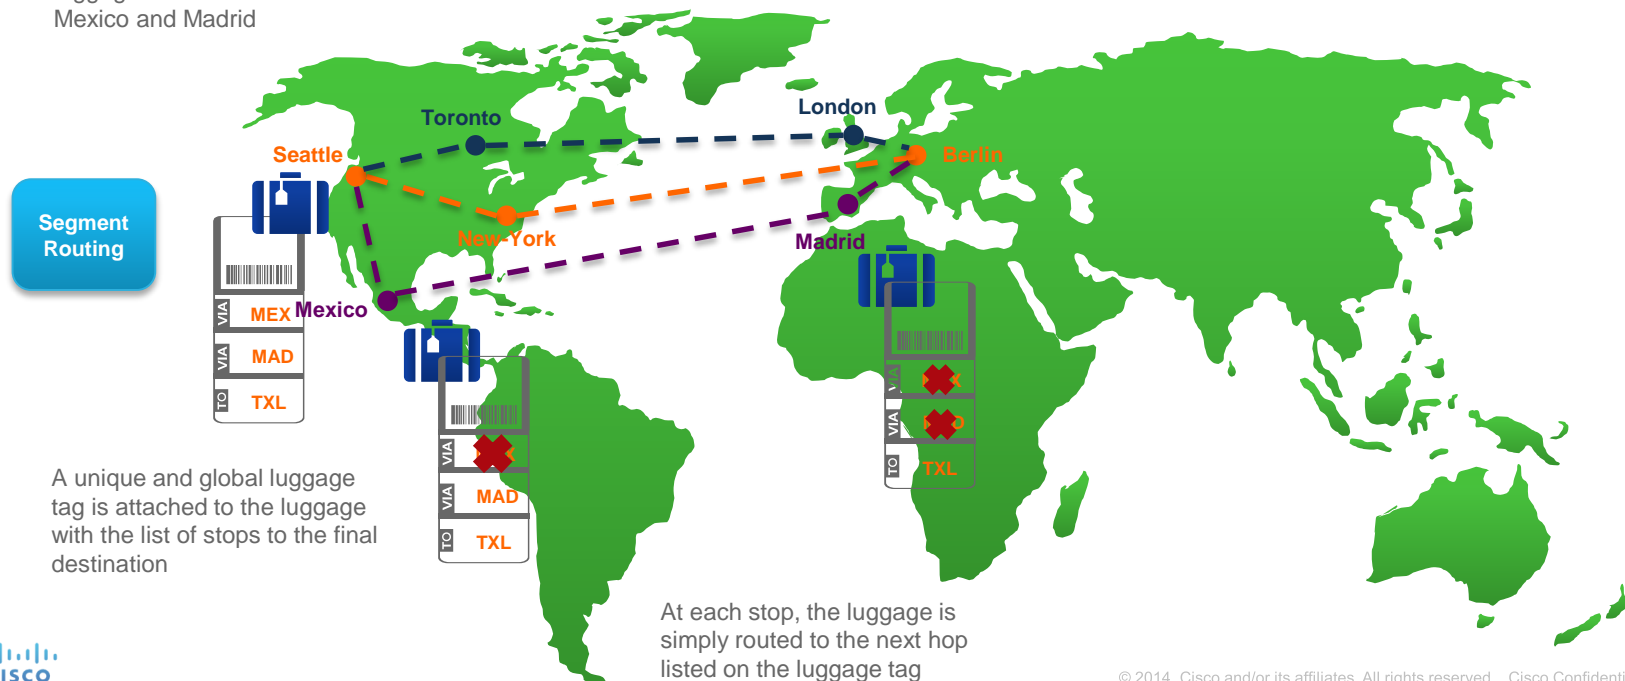 Mexico and Madrid
Toronto
London
Seattle
Berlin
Segment
Routing
New-York
Madrid
Mexico
VIA MEX
VIA MAD
TO TXL
VIA
VIA MAD
TO TXL
VIA
VIA
TO TXL
A unique and global luggage
tag is attached to the luggage
with the list of stops to the final
destination
At each stop, the luggage is
simply routed to the next hop
listed on the luggage tag
© 2014 Cisco and/or its affiliates. All rights reserved. Cisco